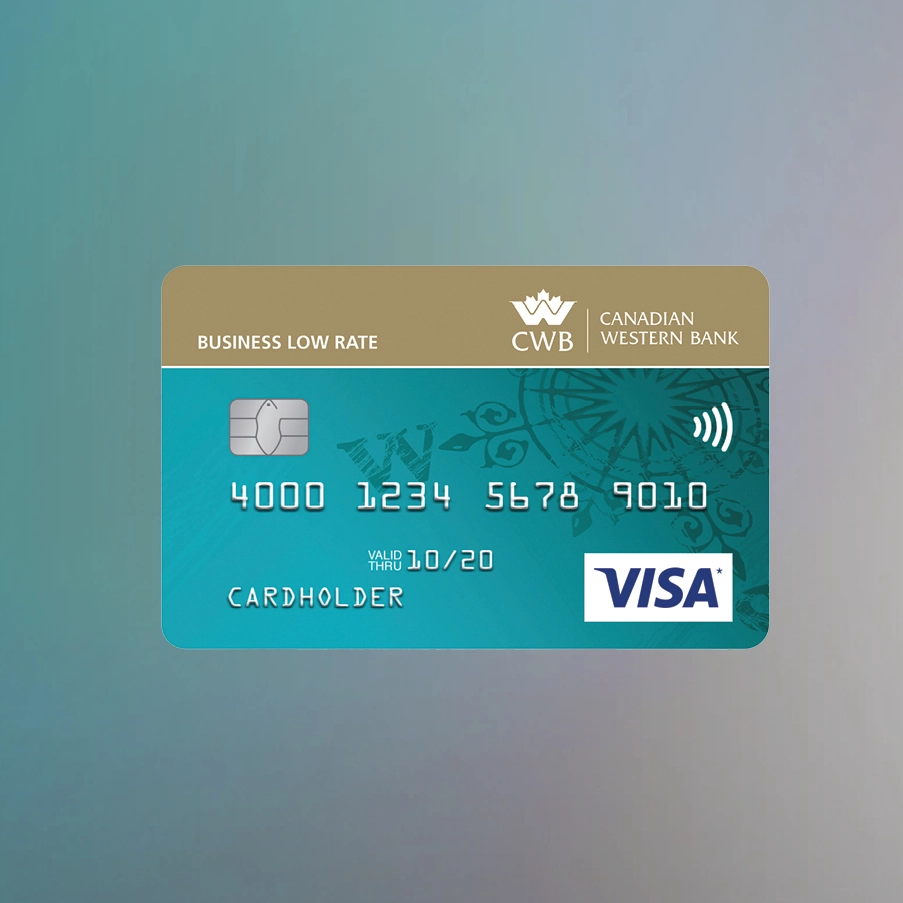 BUSINESS LOW RATE
CWB
CANADIAN
WESTERN BANK
W
4000 1234 5678 9010
VALID
THRU 10/20
CARDHOLDER
VISA*